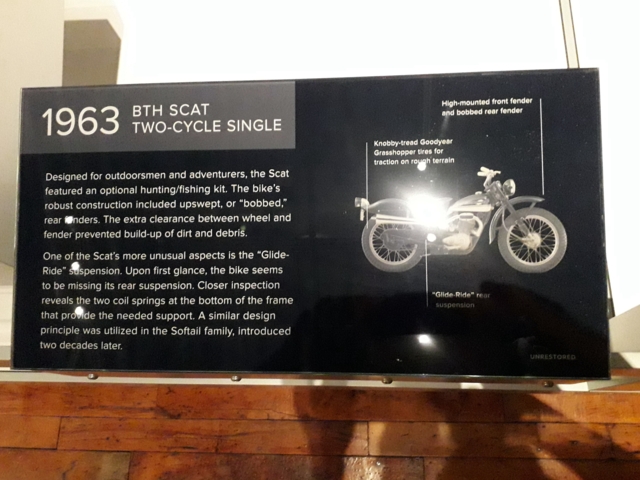 1963 BTH SCAT
TWO-CYCLE SINGLE
Designed for outdoorsmen and adventurers, the Scat
featured an optional hunting/fishing kit. The bike's
robust construction included upswept, or "bobbed,"
rear fenders. The extra clearance between wheel and
fender prevented build-up of dirt and debris.
One of the Scat's more unusual aspects is the "Glide-
Ride" suspension. Upon first glance, the bike seems
to be missing its rear suspension. Closer inspection
reveals the two coil springs at the bottom of the frame
that provide the needed support. A similar design
principle was utilized in the Softail family, introduced
two decades later.
High-mounted front fender
and bobbed rear fender
Knobby-tread Goodyear
Grasshopper tires for
traction on rough terrain
"Glide-Ride" rear
suspension
UNRESTORED